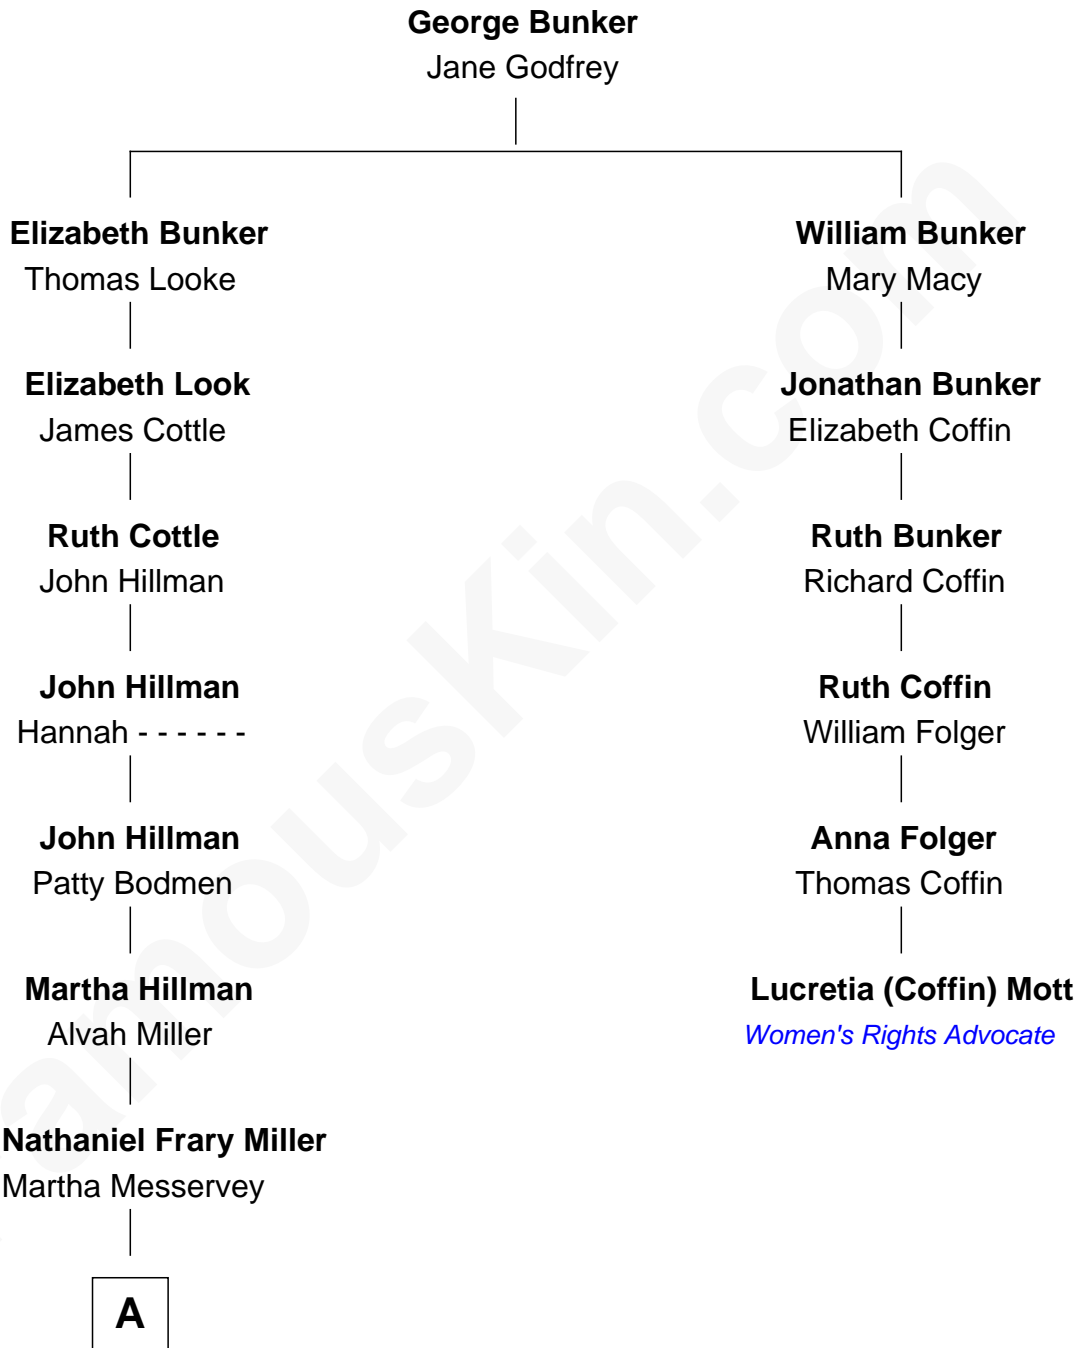 George Bunker
Jane Godfrey
Elizabeth Bunker
Thomas Looke
William Bunker
Mary Macy
Elizabeth Look
James Cottle
Jonathan Bunker
Elizabeth Coffin
Ruth Cottle
John Hillman
Ruth Bunker
Richard Coffin
John Hillman
Hannah - - - - - -
Ruth Coffin
William Folger
John Hillman
Patty Bodmen
Anna Folger
Thomas Coffin
Martha Hillman
Alvah Miller
Lucretia (Coffin) Mott
Women's Rights Advocate
Nathaniel Frary Miller
Martha Messervey
A
amousKin.com